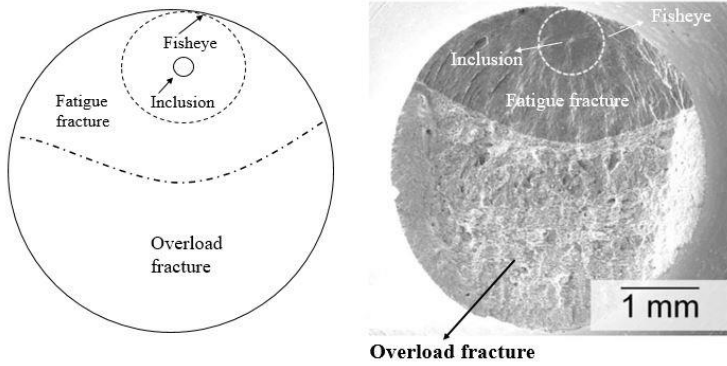 Fisheye
Inclusion
Fatigue
fracture
Overload
fracture
Fisheye
Inclusion
Fatigue fracture
1 mm
Overload fracture